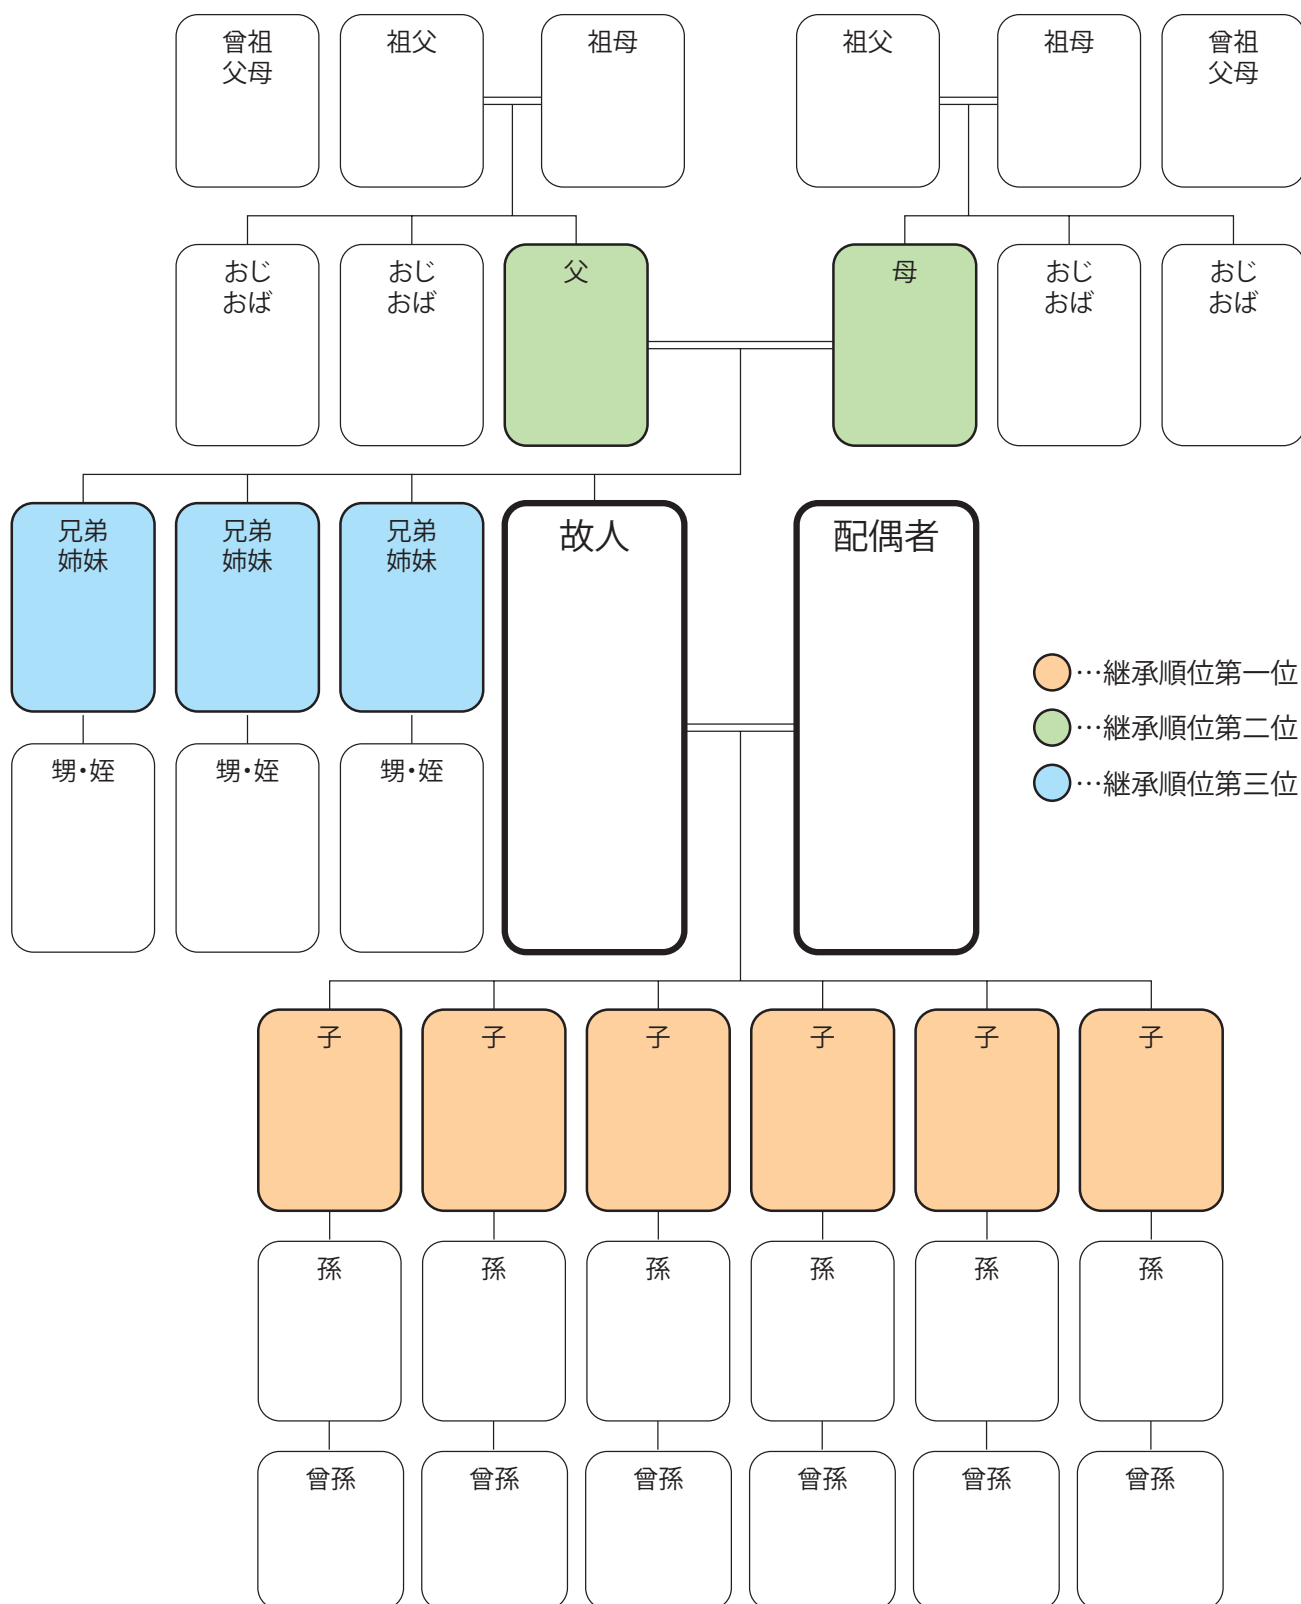 曾祖
父母
祖父
祖母
祖父
祖母
曾祖
父母
おじ
おば
おじ
おば
父
母
おじ
おば
おじ
おば
兄弟
姉妹
兄弟
姉妹
兄弟
姉妹
故人
配偶者
…継承順位第一位
…継承順位第二位
…継承順位第三位
甥・姪
甥・姪
甥・姪
子
子
子
子
子
子
孫
孫
孫
孫
孫
孫
曾孫
曾孫
曾孫
曾孫
曾孫
曾孫